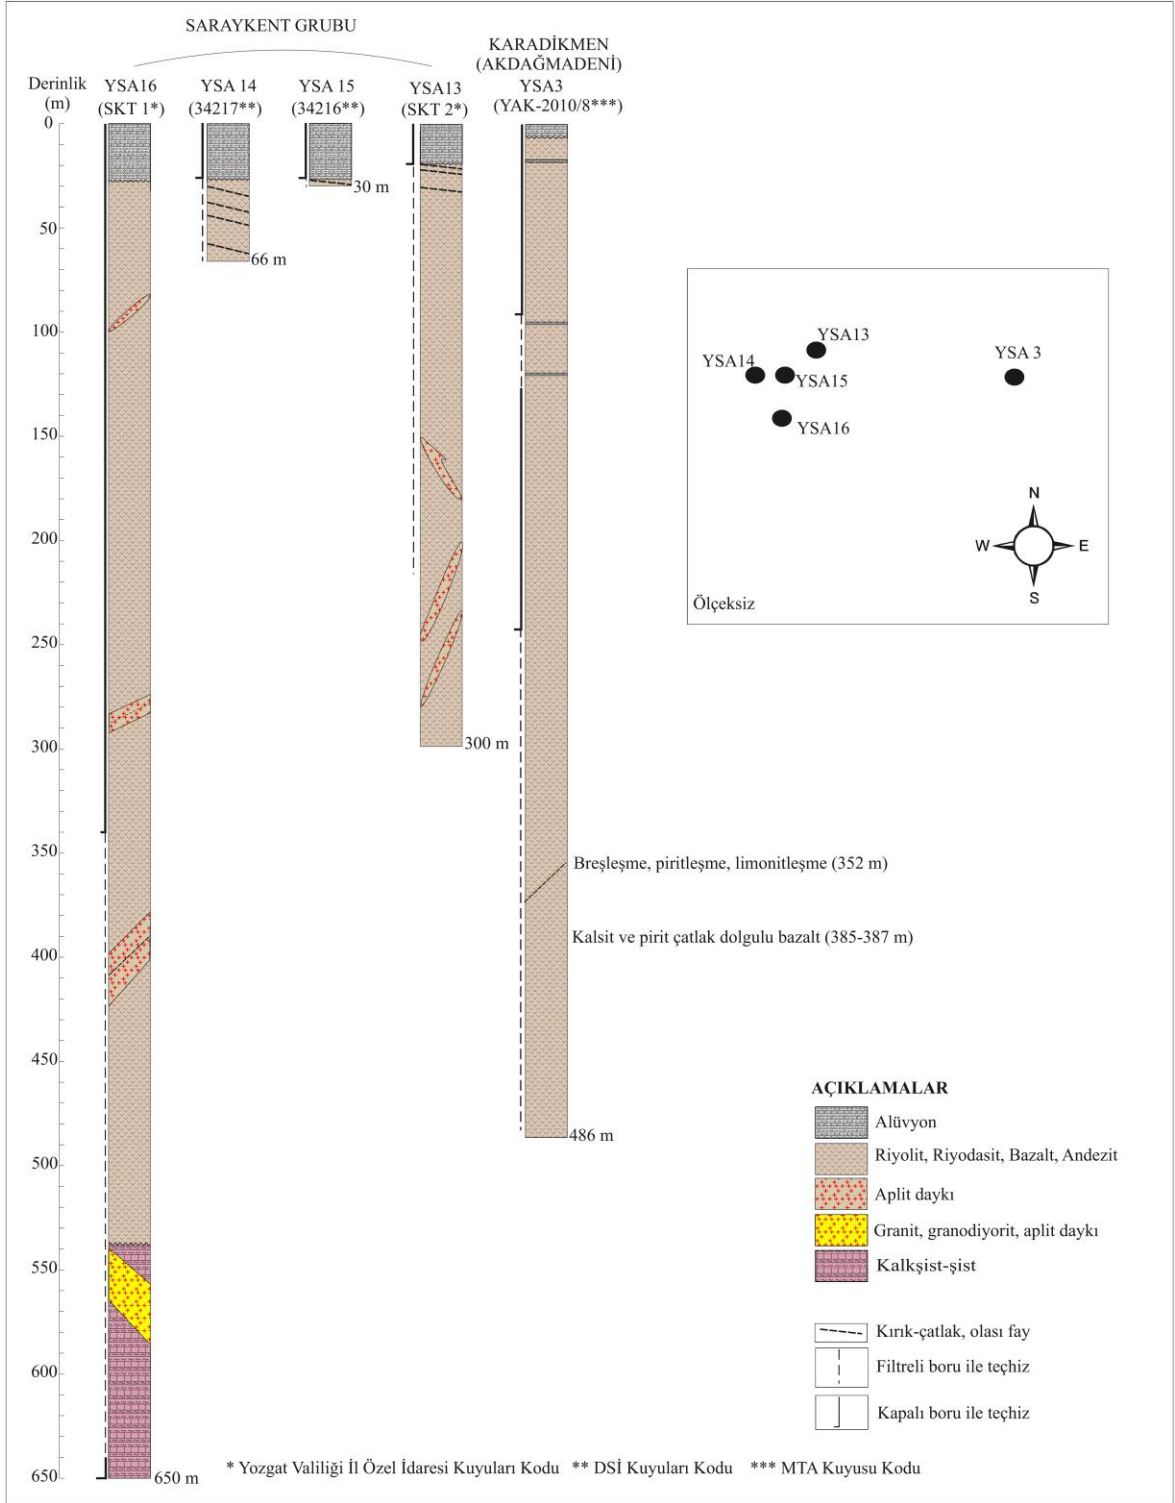 SARAYKENT GRUBU
KARADİKMEN
(AKDAĞMADENİ)
Derinlik
(m)
YSA16
(SKT 1*)
YSA 14
(34217**)
YSA 15
(34216**)
YSA13
(SKT 2*)
YSA3
(YAK-2010/8***)
0
50
100
150
200
250
300
350
400
450
500
550
600
650
30 m
66 m
300 m
486 m
650 m
Breşleşme, piritleşme, limonitleşme (352 m)
Kalsit ve pirit çatlak dolgulu bazalt (385-387 m)
YSA13
YSA14
YSA15
YSA 3
YSA16
N
W
E
S
Ölçeksiz
AÇIKLAMALAR
Alüvyon
Riyolit, Riyodasit, Bazalt, Andezit
Aplit daykı
Granit, granodiyorit, aplit daykı
Kalkşist-şist
Kırık-çatlak, olası fay
Filtreli boru ile teçhiz
Kapalı boru ile teçhiz
* Yozgat Valiliği İl Özel İdaresi Kuyuları Kodu ** DSİ Kuyuları Kodu *** MTA Kuyusu Kodu